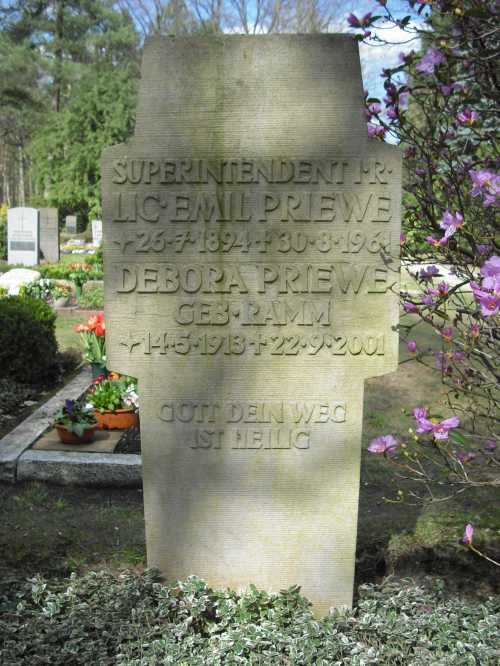 SUPERINTENDENT I·R·
LIC·EMIL PRIEWE
+26·7·1894+30·8·1961
DEBORA PRIEWE
GEB·RAMM
+14·5·1913+22·9·2001
GOTT DEIN WEG
IST HEILIG